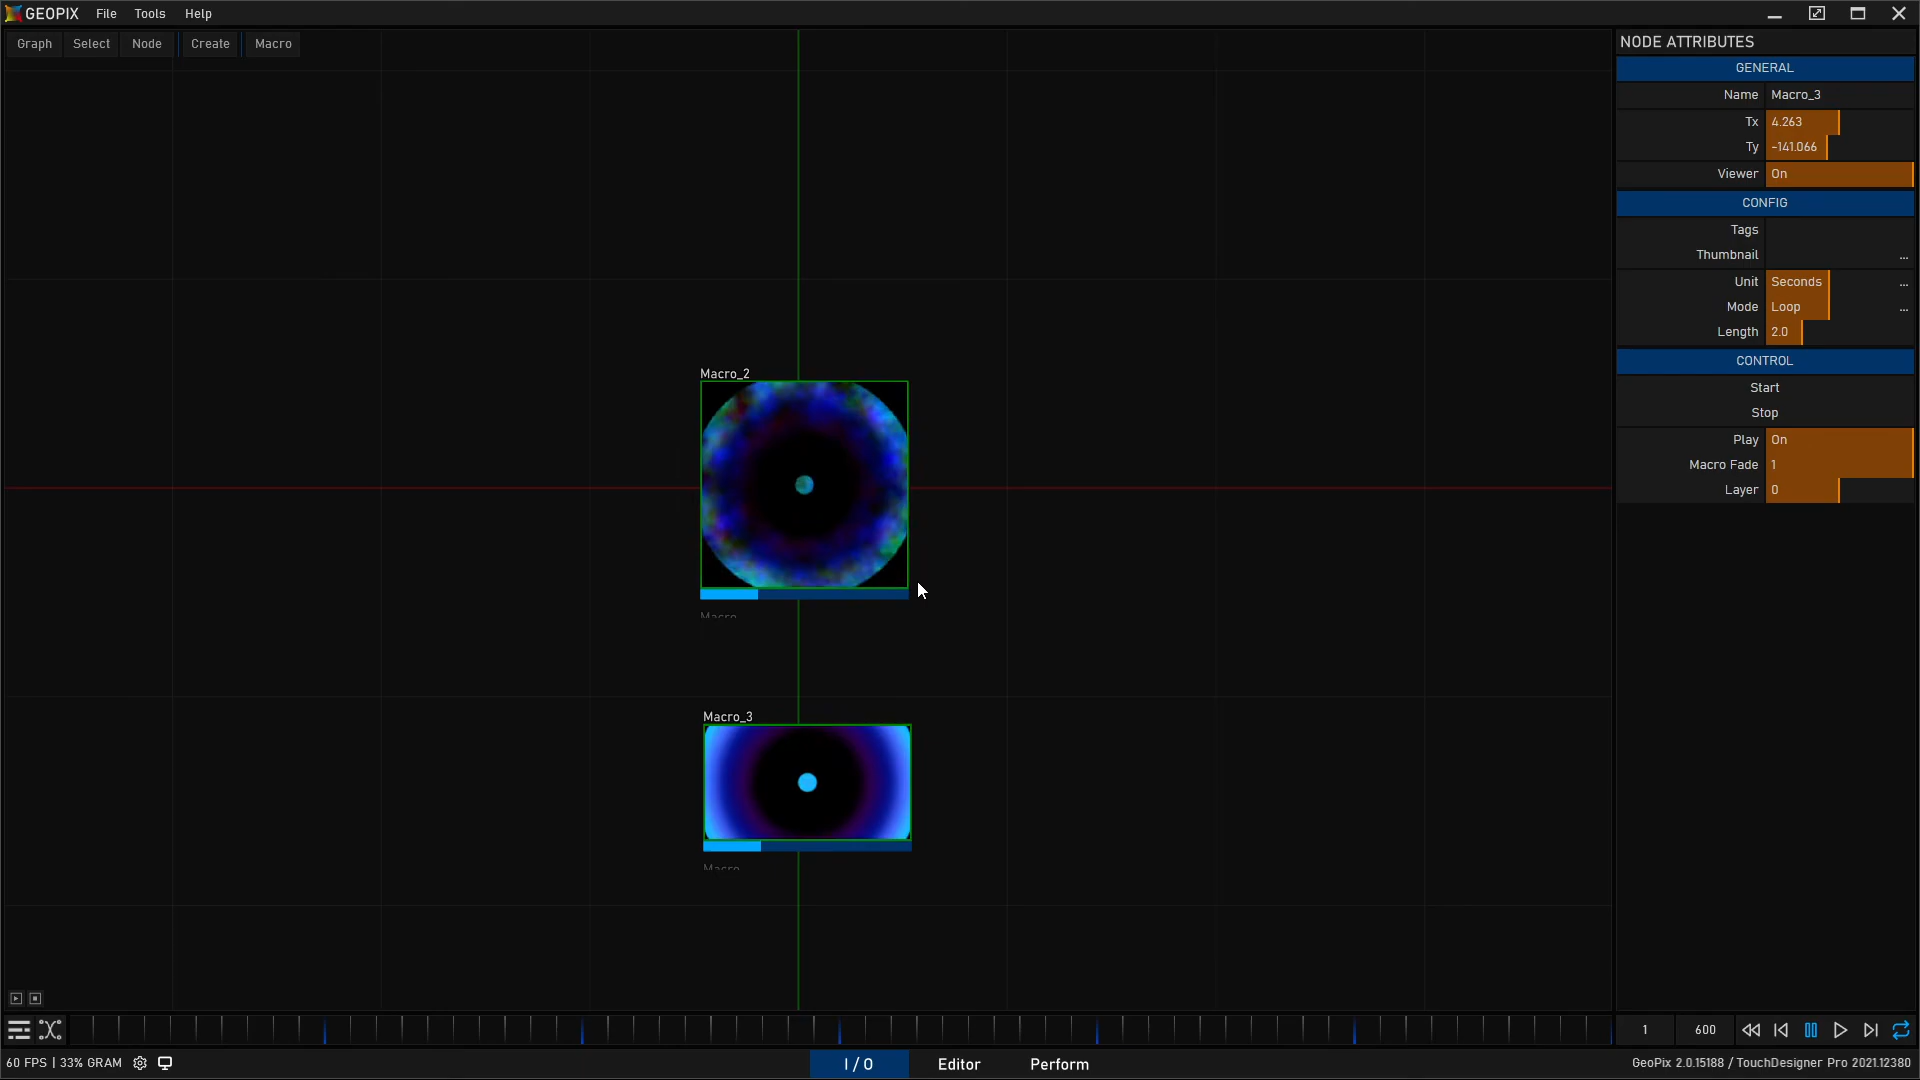 GEOPIX File Tools Help
Graph Select Node Create Macro
NODE ATTRIBUTES
GENERAL
Name Macro_3
Tx 4.263
Ty -141.066
Viewer On
CONFIG
Tags
Thumbnail ...
Unit Seconds ...
Mode Loop ...
Length 2.0
CONTROL
Start
Stop
Play On
Macro Fade 1
Layer 0
Macro_2
Macro
Macro_3
Macro
1 600
60 FPS | 33% GRAM
I / O Editor Perform
GeoPix 2.0.15188 / TouchDesigner Pro 2021.12380